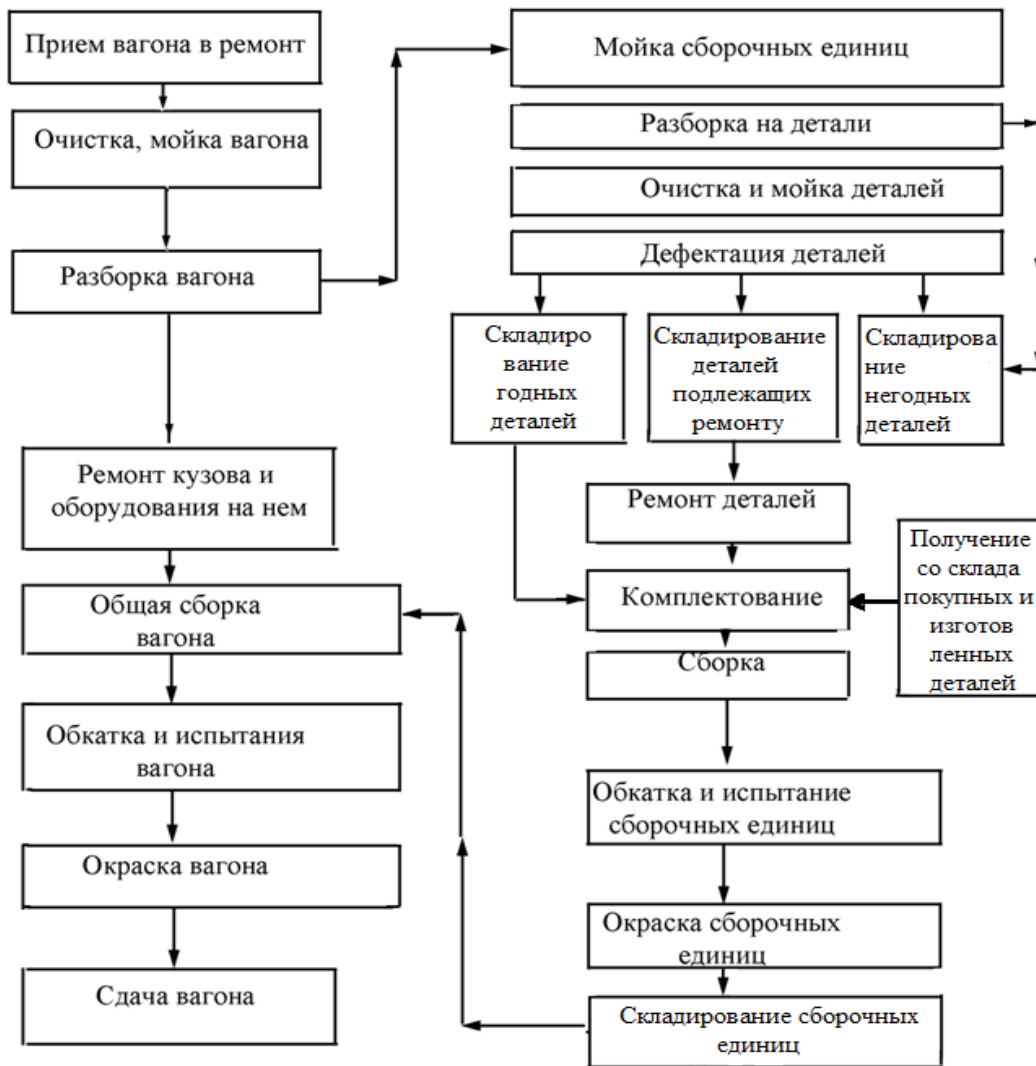 Прием вагона в ремонт
Очистка, мойка вагона
Разборка вагона
Ремонт кузова и
оборудования на нем
Общая сборка
вагона
Обкатка и испытания
вагона
Окраска вагона
Сдача вагона
Мойка сборочных единиц
Разборка на детали
Очистка и мойка деталей
Дефектация деталей
Складиро
вание
годных
деталей
Складирование
деталей
подлежащих
ремонту
Складирова
ние
негодных
деталей
Ремонт деталей
Получение
со склада
покупных и
изготов
ленных
деталей
Комплектование
Сборка
Обкатка и испытание
сборочных единиц
Окраска сборочных
единиц
Складирование сборочных
единиц